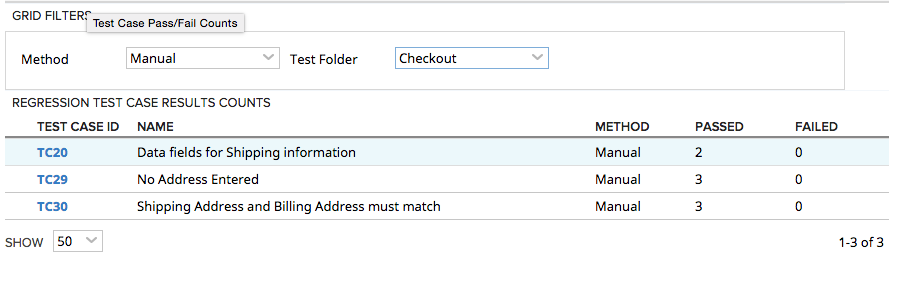 GRID FILTERS
Test Case Pass/Fail Counts
Method Manual Test Folder Checkout
REGRESSION TEST CASE RESULTS COUNTS
TEST CASE ID NAME METHOD PASSED FAILED
TC20 Data fields for Shipping information Manual 2 0
TC29 No Address Entered Manual 3 0
TC30 Shipping Address and Billing Address must match Manual 3 0
SHOW 50 1-3 of 3